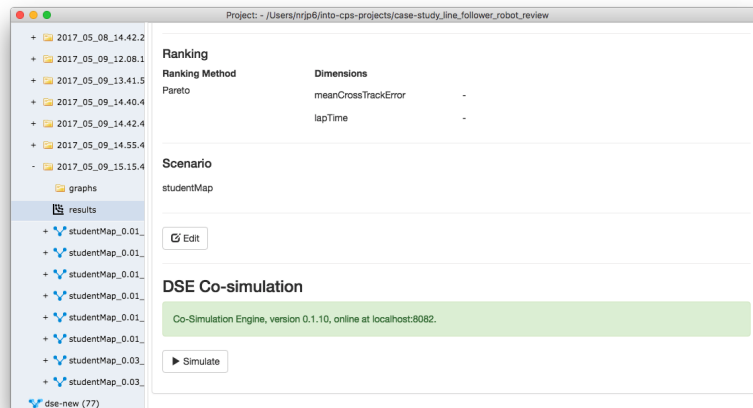 Project: - /Users/nrjp6/into-cps-projects/case-study_line_follower_robot_review
+ 2017_05_08_14.42.2
+ 2017_05_09_12.08.1
+ 2017_05_09_13.41.5
+ 2017_05_09_14.40.4
+ 2017_05_09_14.42.4
+ 2017_05_09_14.55.4
- 2017_05_09_15.15.4
graphs
results
+ studentMap_0.01_
+ studentMap_0.01_
+ studentMap_0.01_
+ studentMap_0.01_
+ studentMap_0.01_
+ studentMap_0.01_
+ studentMap_0.03_
+ studentMap_0.03_
dse-new (77)
Ranking
Ranking Method Dimensions
Pareto meanCrossTrackError -
lapTime -
Scenario
studentMap
Edit
DSE Co-simulation
Co-Simulation Engine, version 0.1.10, online at localhost:8082.
Simulate